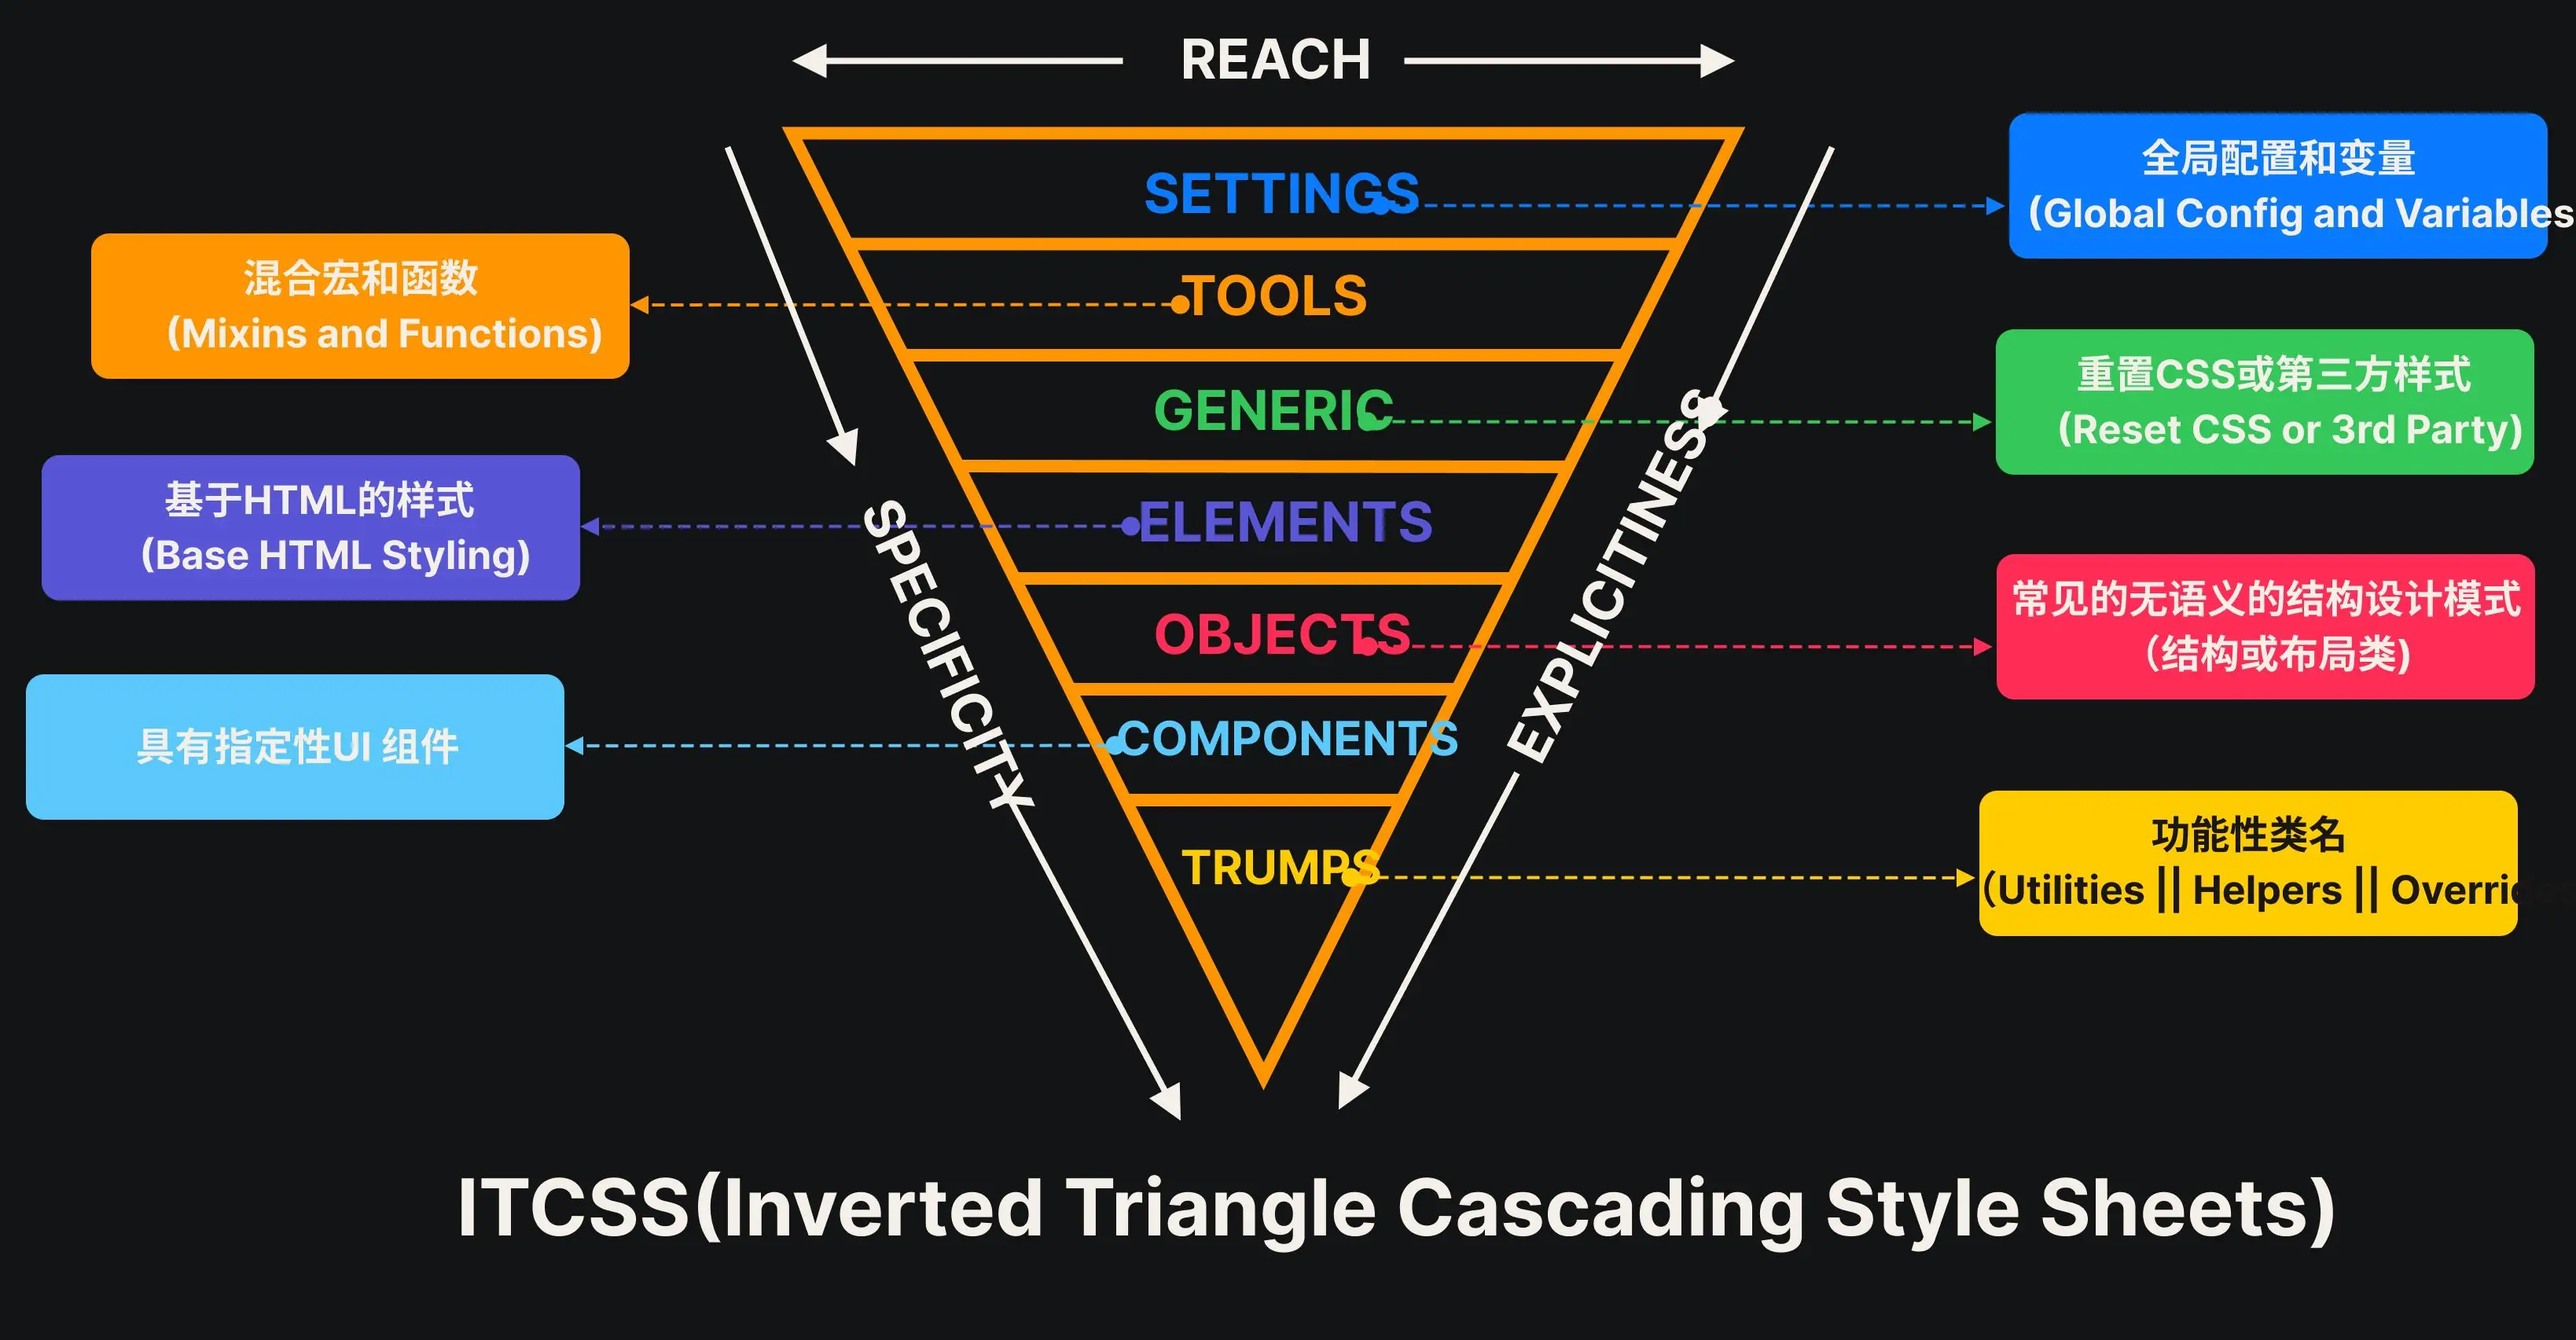 REACH
SETTINGS
全局配置和变量
(Global Config and Variables
TOOLS
混合宏和函数
(Mixins and Functions)
GENERIC
重置CSS或第三方样式
(Reset CSS or 3rd Party)
ELEMENTS
基于HTML的样式
(Base HTML Styling)
SPECIFICITY
EXPLICITINESS
OBJECTS
常见的无语义的结构设计模式
（结构或布局类)
COMPONENTS
具有指定性UI 组件
TRUMPS
功能性类名
(Utilities || Helpers ||
ITCSS(Inverted Triangle Cascading Style Sheets)